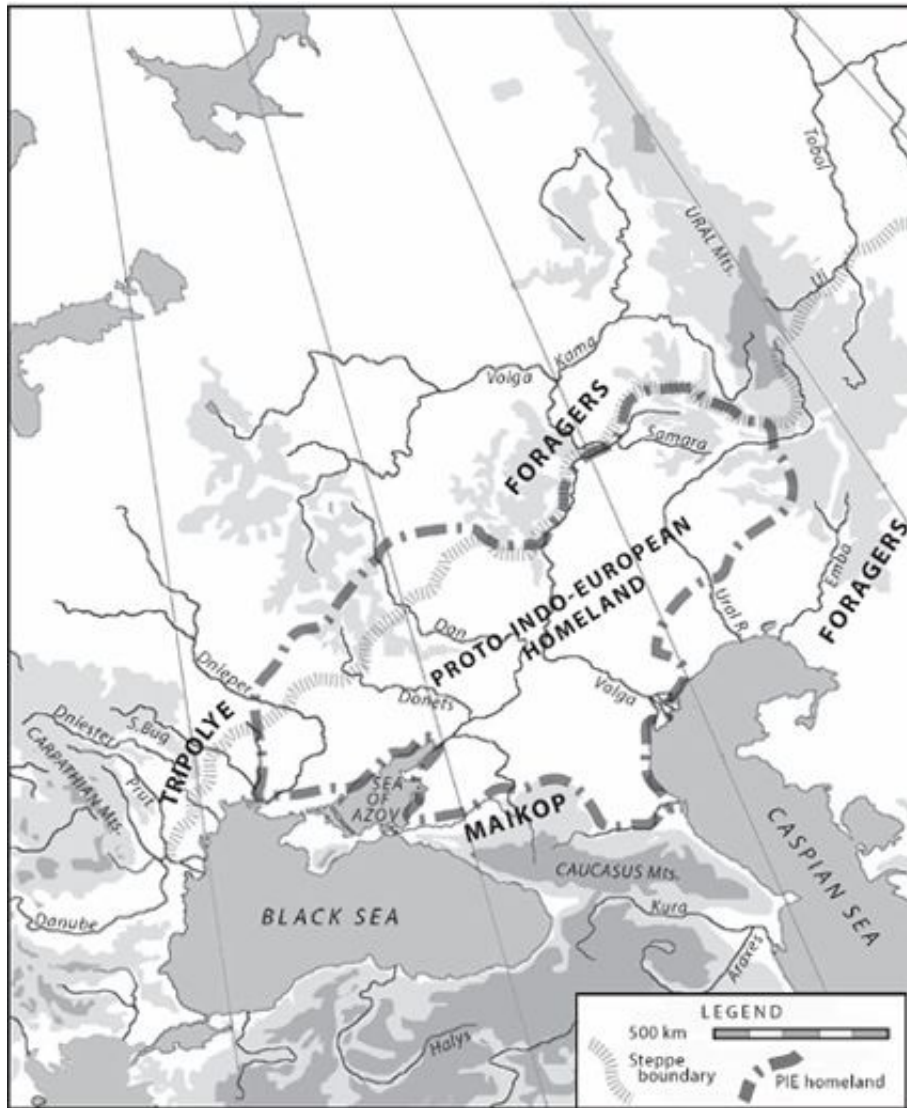 Tobol
URAL Mts.
Ui
Kama
Volga
FORAGERS
Samara
PROTO-INDO-EUROPEAN
HOMELAND
Ural R.
Emba
FORAGERS
Don
Dnieper
Donets
Volga
TRIPOLYE
Dniester
S.Bug
CARPATHIAN Mts.
Prut
SEA
OF
AZOV
MAIKOP
CAUCASUS Mts.
CASPIAN SEA
Danube
BLACK SEA
Kura
Araxes
Halys
LEGEND
500 km
Steppe
boundary
PIE homeland